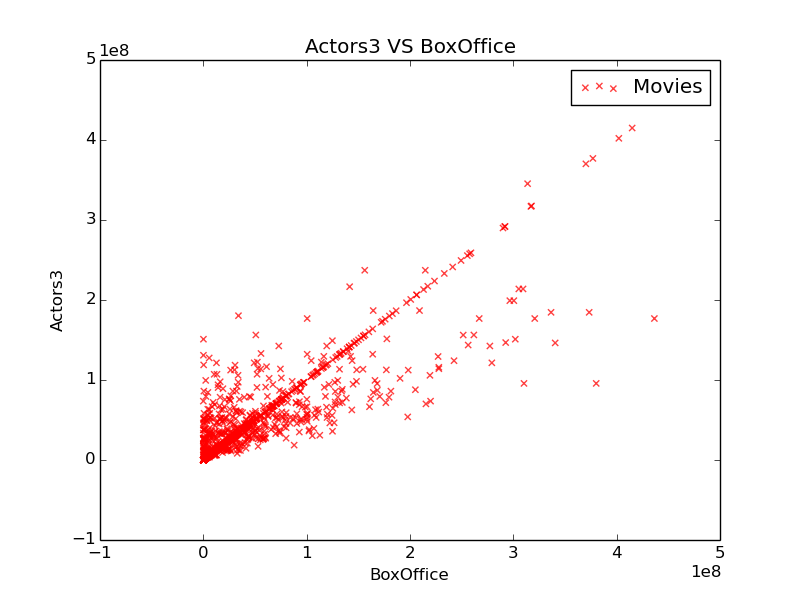 Actors3 VS BoxOffice
1e8
Movies
5
4
3
2
1
0
−1
Actors3
−1 0 1 2 3 4 5
BoxOffice
1e8